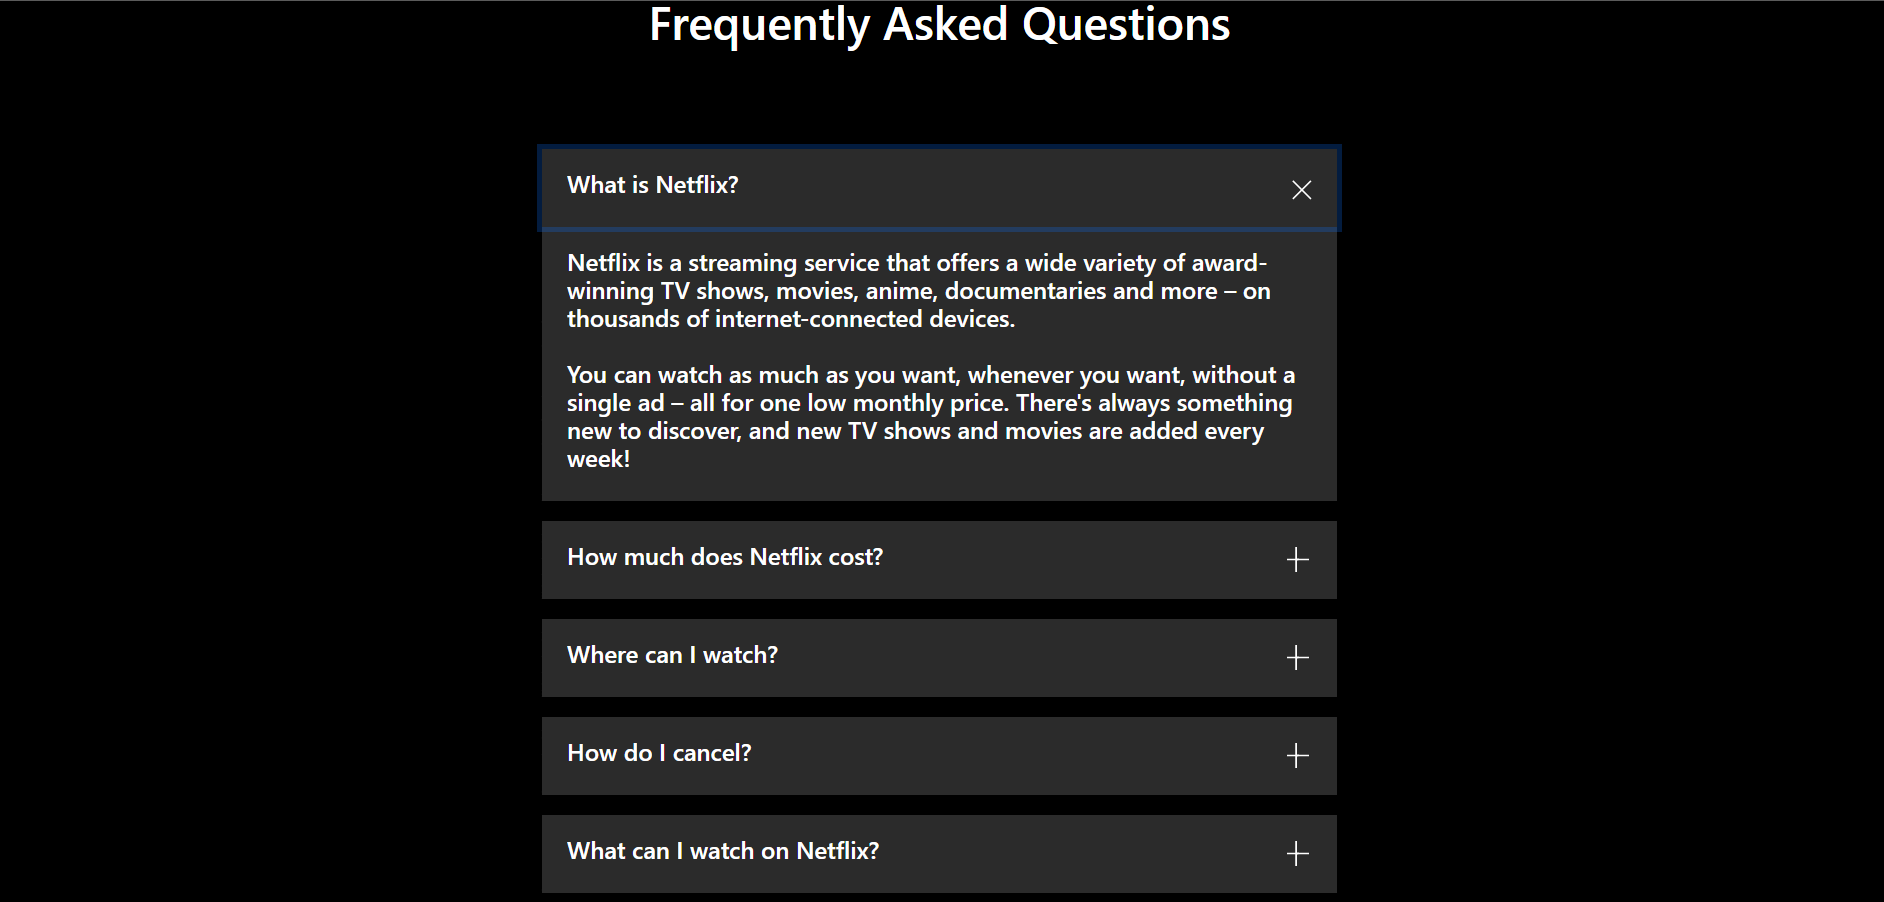 Frequently Asked Questions
What is Netflix?
Netflix is a streaming service that offers a wide variety of award-
winning TV shows, movies, anime, documentaries and more – on
thousands of internet-connected devices.
You can watch as much as you want, whenever you want, without a
single ad – all for one low monthly price. There's always something
new to discover, and new TV shows and movies are added every
week!
How much does Netflix cost?
Where can I watch?
How do I cancel?
What can I watch on Netflix?